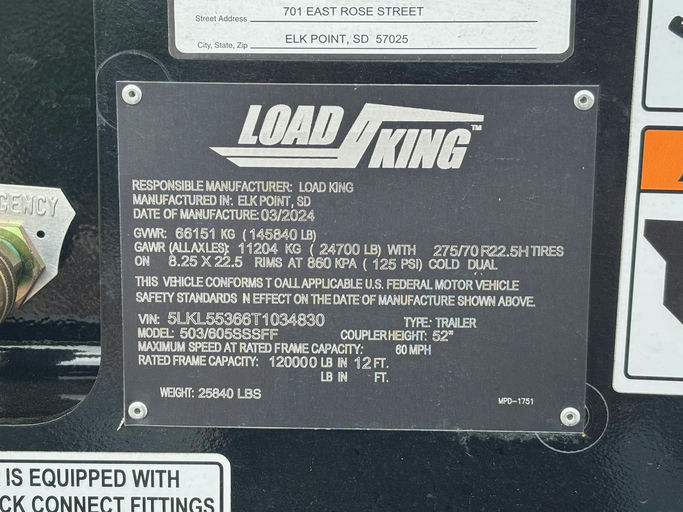 701 EAST ROSE STREET
Street Address
ELK POINT, SD 57025
City, State, Zip
LOAD KING™
RESPONSIBLE MANUFACTURER: LOAD KING
MANUFACTURED IN: ELK POINT, SD
DATE OF MANUFACTURE: 03/2024
GVWR: 66151 KG (145840 LB)
GAWR (ALL AXLES): 11204 KG (24700 LB) WITH 275/70 R22.5H TIRES
ON 8.25 X 22.5 RIMS AT 860 KPA (125 PSI) COLD DUAL
THIS VEHICLE CONFORMS T O ALL APPLICABLE U.S. FEDERAL MOTOR VEHICLE
SAFETY STANDARDS IN EFFECT ON THE DATE OF MANUFACTURE SHOWN ABOVE.
VIN: 5LKL55366T1034830 TYPE: TRAILER
MODEL: 503/605SSSFF COUPLER HEIGHT: 52"
MAXIMUM SPEED AT RATED FRAME CAPACITY: 60 MPH
RATED FRAME CAPACITY: 120000 LB IN 12 FT.
LB IN FT.
WEIGHT: 25840 LBS
MPD-1751
GENCY
IS EQUIPPED WITH
CK CONNECT FITTINGS